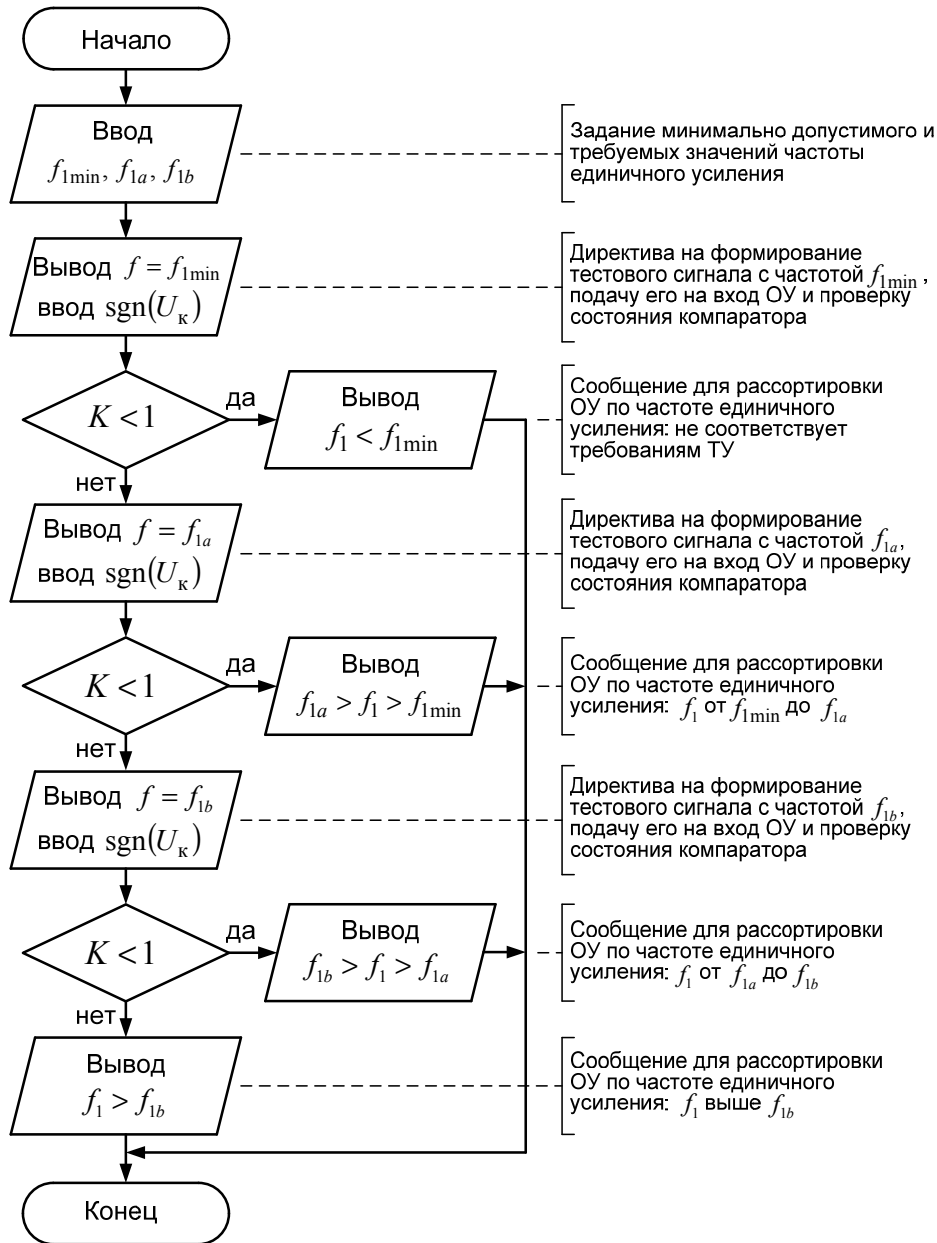 Начало
Ввод
f1min, f1a, f1b
Задание минимально допустимого и
требуемых значений частоты
единичного усиления
Вывод f = f1min
ввод sgn(Uк)
Директива на формирование
тестового сигнала с частотой f1min,
подачу его на вход ОУ и проверку
состояния компаратора
K < 1
да
нет
Вывод
f1 < f1min
Сообщение для рассортировки
ОУ по частоте единичного
усиления: не соответствует
требованиям ТУ
Вывод f = f1a
ввод sgn(Uк)
Директива на формирование
тестового сигнала с частотой f1a,
подачу его на вход ОУ и проверку
состояния компаратора
K < 1
да
нет
Вывод
f1a > f1 > f1min
Сообщение для рассортировки
ОУ по частоте единичного
усиления: f1 от f1min до f1a
Вывод f = f1b
ввод sgn(Uк)
Директива на формирование
тестового сигнала с частотой f1b,
подачу его на вход ОУ и проверку
состояния компаратора
K < 1
да
нет
Вывод
f1b > f1 > f1a
Сообщение для рассортировки
ОУ по частоте единичного
усиления: f1 от f1a до f1b
Вывод
f1 > f1b
Сообщение для рассортировки
ОУ по частоте единичного
усиления: f1 выше f1b
Конец